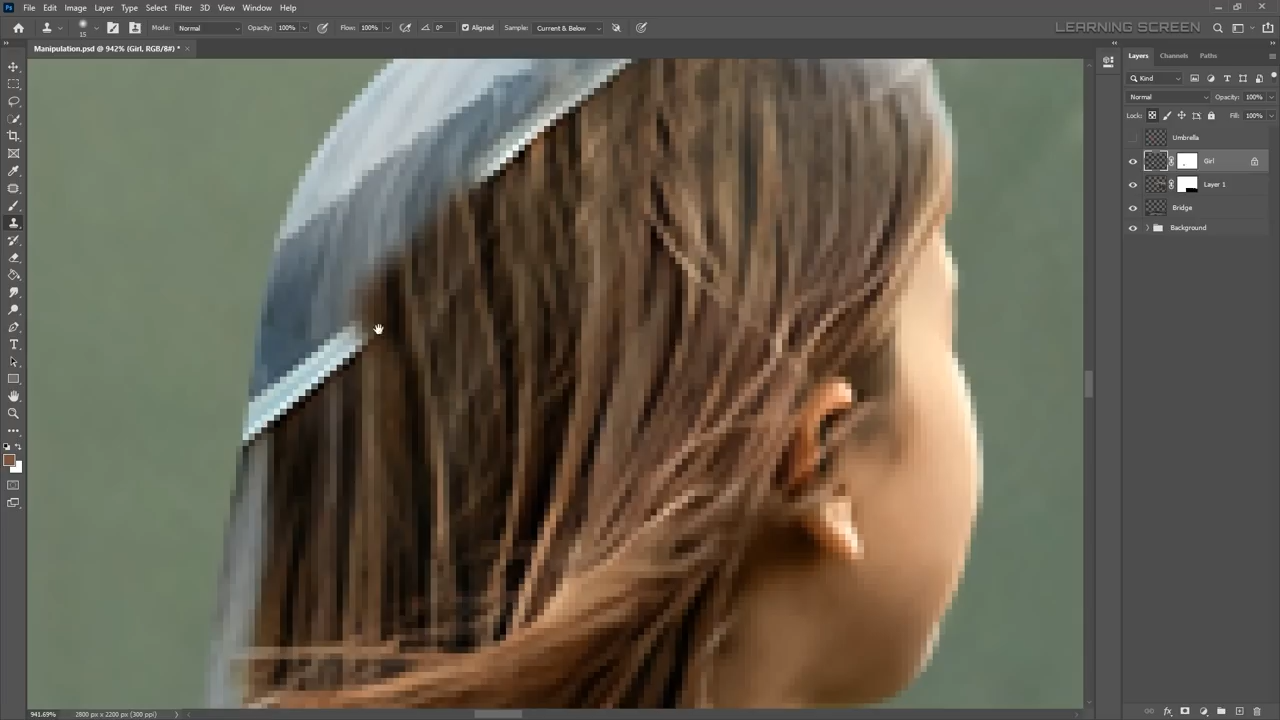 File Edit Image Layer Type Select Filter 3D View Window Help
15 Mode: Normal Opacity: 100% Flow: 100% 0° Aligned Sample: Current & Below
LEARNING SCREEN
Manipulation.psd @ 942% (Girl, RGB/8#) *
Layers Channels Paths
Kind
Normal Opacity: 100%
Lock: Fill: 100%
Umbrella
Girl
Layer 1
Bridge
Background
941.69% 2800 px x 2200 px (300 ppi)